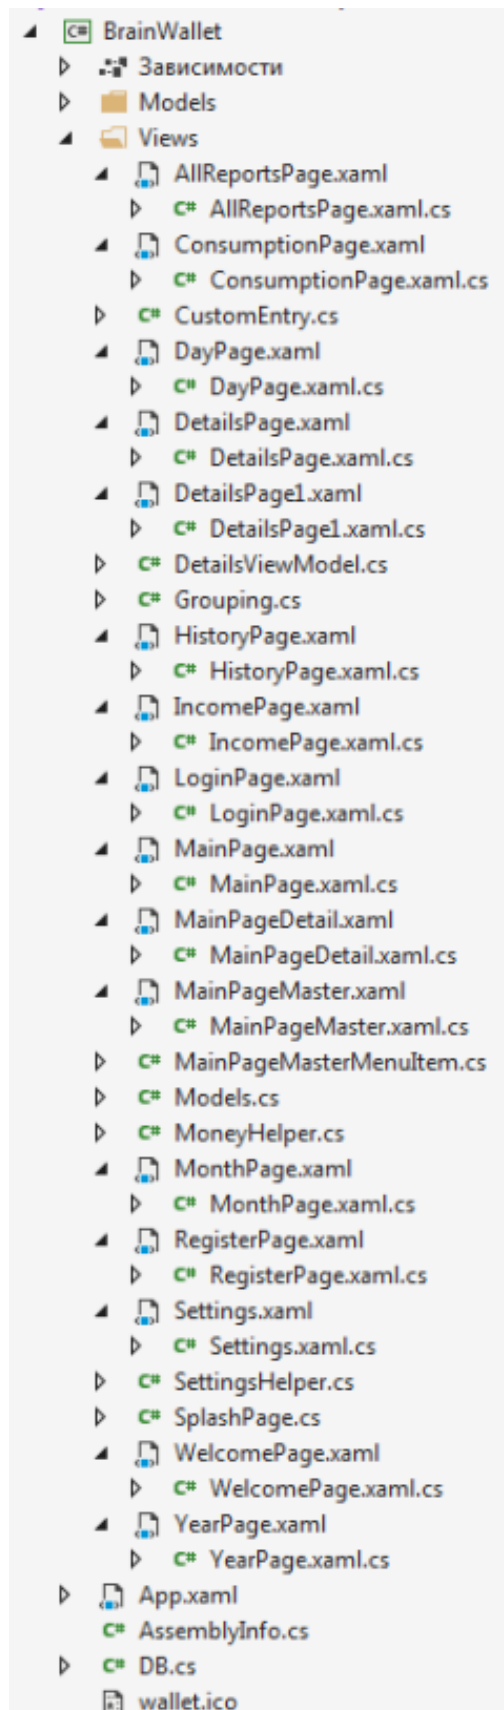 BrainWallet
Зависимости
Models
Views
AllReportsPage.xaml
AllReportsPage.xaml.cs
ConsumptionPage.xaml
ConsumptionPage.xaml.cs
CustomEntry.cs
DayPage.xaml
DayPage.xaml.cs
DetailsPage.xaml
DetailsPage.xaml.cs
DetailsPage1.xaml
DetailsPage1.xaml.cs
DetailsViewModel.cs
Grouping.cs
HistoryPage.xaml
HistoryPage.xaml.cs
IncomePage.xaml
IncomePage.xaml.cs
LoginPage.xaml
LoginPage.xaml.cs
MainPage.xaml
MainPage.xaml.cs
MainPageDetail.xaml
MainPageDetail.xaml.cs
MainPageMaster.xaml
MainPageMaster.xaml.cs
MainPageMasterMenuItem.cs
Models.cs
MoneyHelper.cs
MonthPage.xaml
MonthPage.xaml.cs
RegisterPage.xaml
RegisterPage.xaml.cs
Settings.xaml
Settings.xaml.cs
SettingsHelper.cs
SplashPage.cs
WelcomePage.xaml
WelcomePage.xaml.cs
YearPage.xaml
YearPage.xaml.cs
App.xaml
AssemblyInfo.cs
DB.cs
wallet.ico